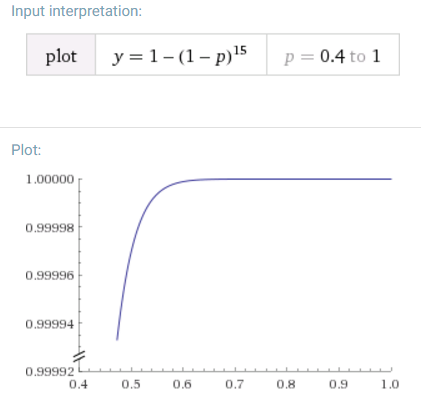 Input interpretation:
plot y = 1 − (1 − p)¹⁵ p = 0.4 to 1
Plot:
1.00000
0.99998
0.99996
0.99994
0.99992
0.4 0.5 0.6 0.7 0.8 0.9 1.0